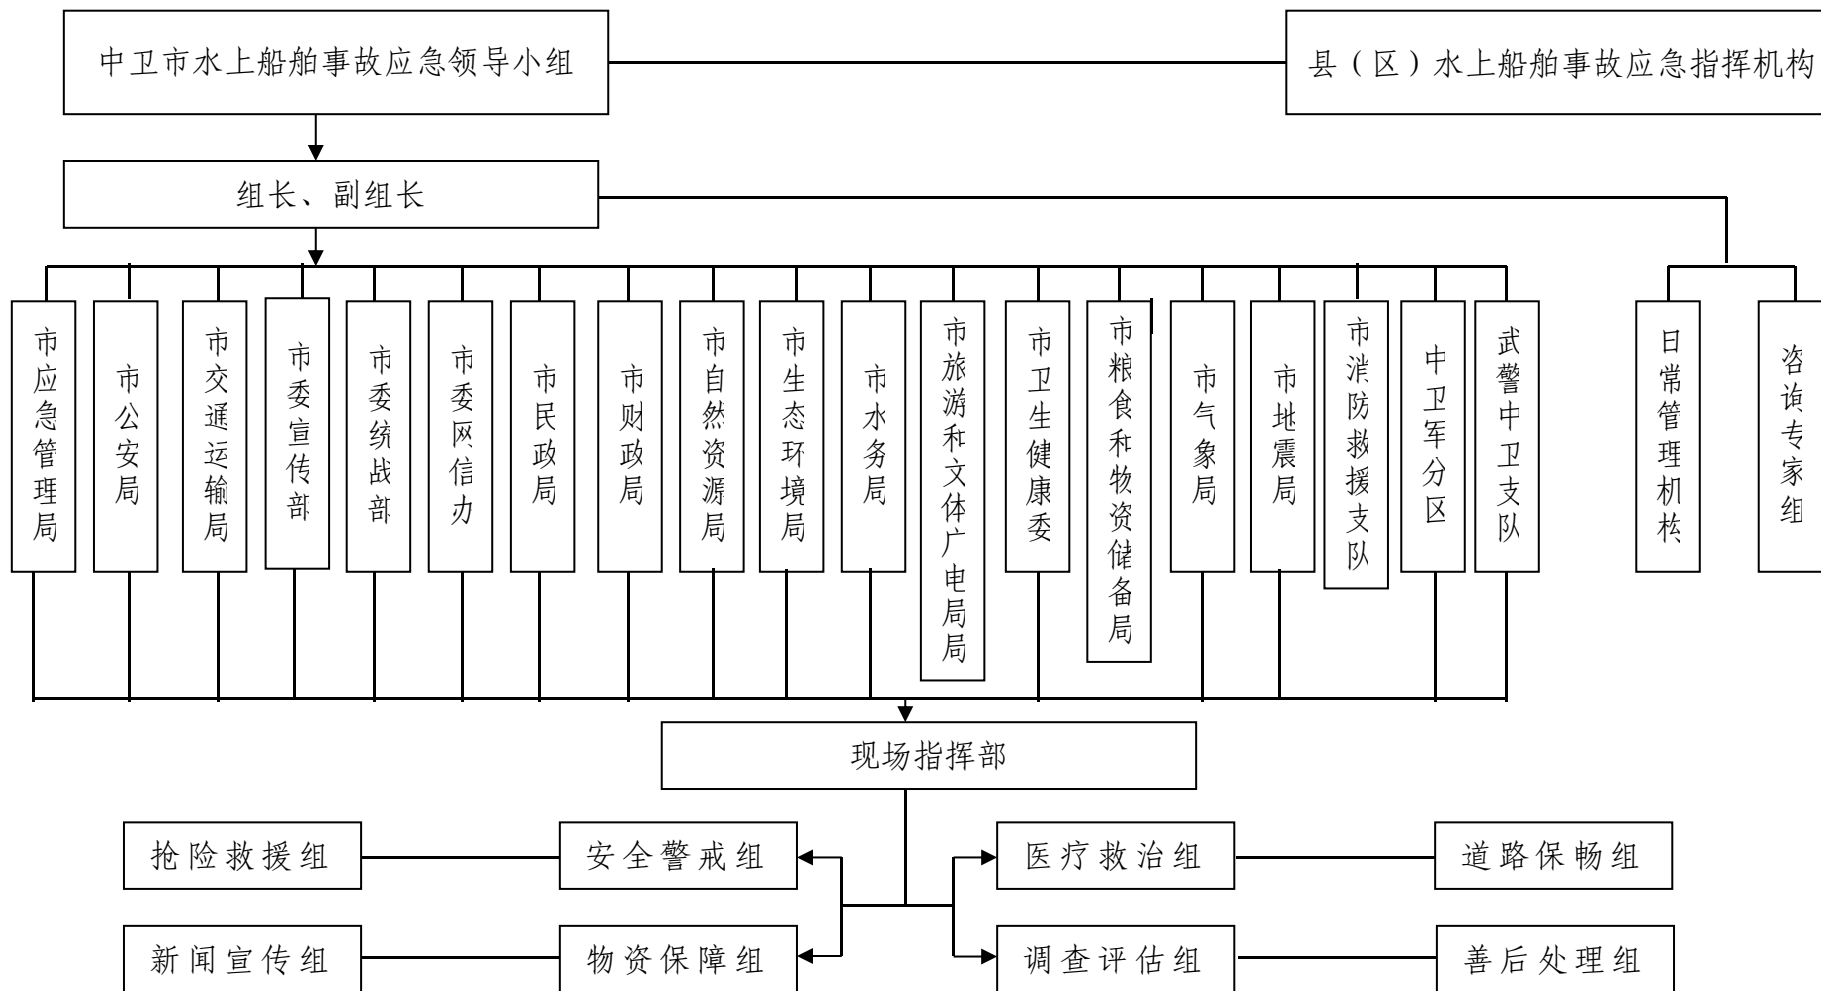 中卫市水上船舶事故应急领导小组
县（区）水上船舶事故应急指挥机构
组长、副组长
市应急管理局
市公安局
市交通运输局
市委宣传部
市委统战部
市委网信办
市民政局
市财政局
市自然资源局
市生态环境局
市水务局
市旅游和文体广电局局
市卫生健康委
市粮食和物资储备局
市气象局
市地震局
市消防救援支队
中卫军分区
武警中卫支队
日常管理机构
咨询专家组
现场指挥部
抢险救援组
安全警戒组
医疗救治组
道路保畅组
新闻宣传组
物资保障组
调查评估组
善后处理组